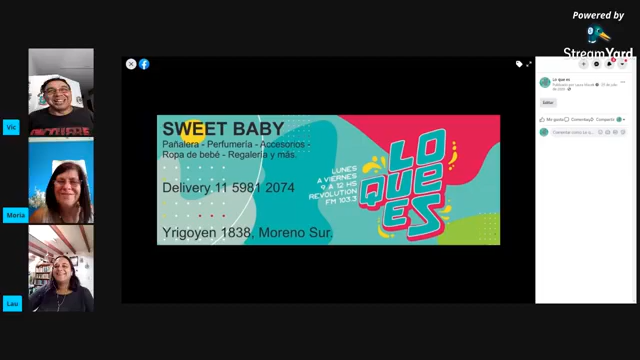 Powered by
StreamYard
Vic
Moria
Lau
SWEET BABY
Pañalera - Perfumería - Accesorios -
Ropa de bebé - Regalería y más.
Delivery 11 5981 2074
Yrigoyen 1838, Moreno Sur.
LUNES
A VIERNES
9 A 12 HS
REVOLUTION
FM 103.3
LO
QUE
ES
Lo que es
Editar
Me gusta
Comentar
Compartir